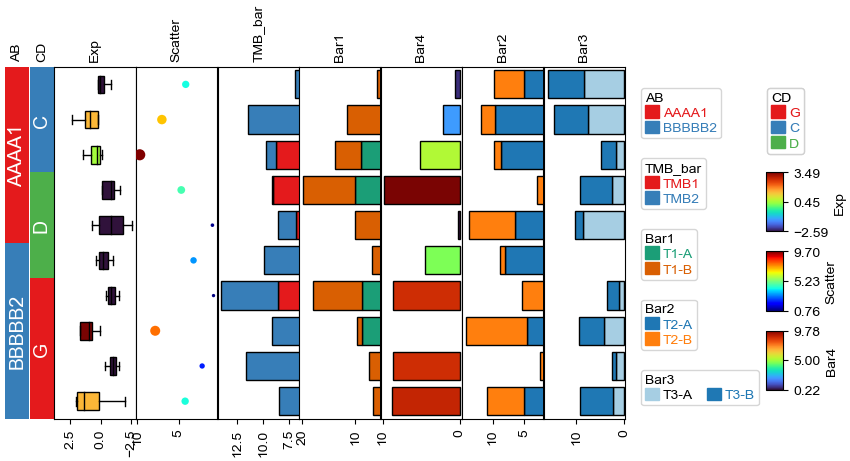 AB
CD
Exp
Scatter
TMB_bar
Bar1
Bar4
Bar2
Bar3
AAAA1
BBBBB2
C
D
G
2.5
0.0
−2.5
10
5
12.5
10.0
7.5
20
10
10
0
10
5
10
0
AB
AAAA1
BBBBB2
TMB_bar
TMB1
TMB2
Bar1
T1-A
T1-B
Bar2
T2-A
T2-B
Bar3
T3-A T3-B
CD
G
C
D
3.49
0.45
−2.59
Exp
9.70
5.23
0.76
Scatter
9.78
5.00
0.22
Bar4